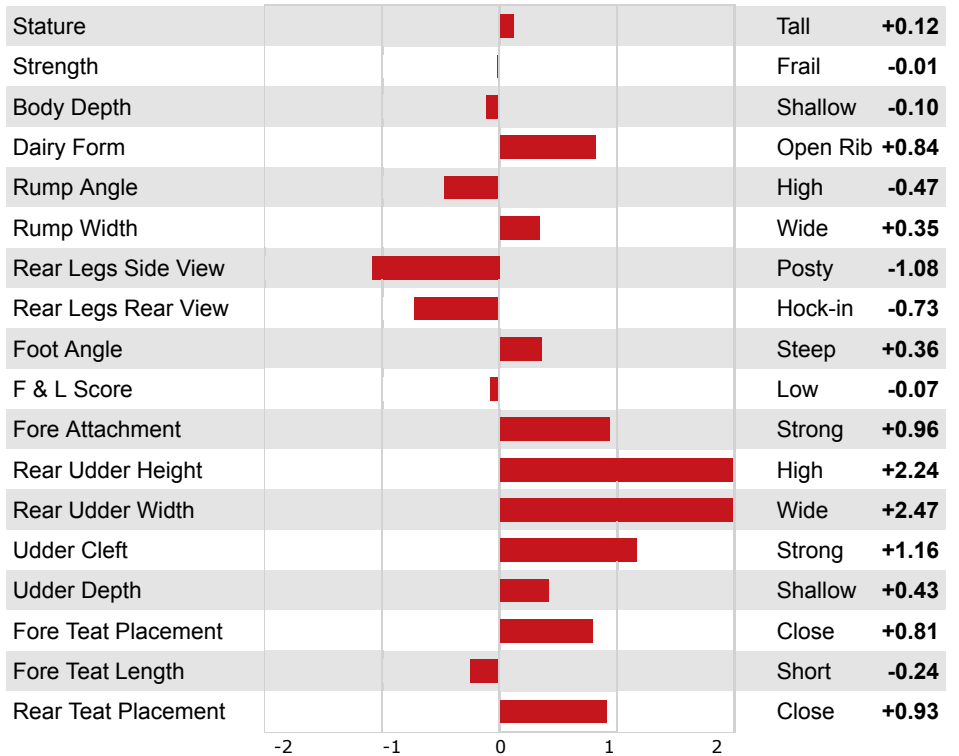 Stature Tall +0.12
Strength Frail -0.01
Body Depth Shallow -0.10
Dairy Form Open Rib +0.84
Rump Angle High -0.47
Rump Width Wide +0.35
Rear Legs Side View Posty -1.08
Rear Legs Rear View Hock-in -0.73
Foot Angle Steep +0.36
F & L Score Low -0.07
Fore Attachment Strong +0.96
Rear Udder Height High +2.24
Rear Udder Width Wide +2.47
Udder Cleft Strong +1.16
Udder Depth Shallow +0.43
Fore Teat Placement Close +0.81
Fore Teat Length Short -0.24
Rear Teat Placement Close +0.93
-2 -1 0 1 2